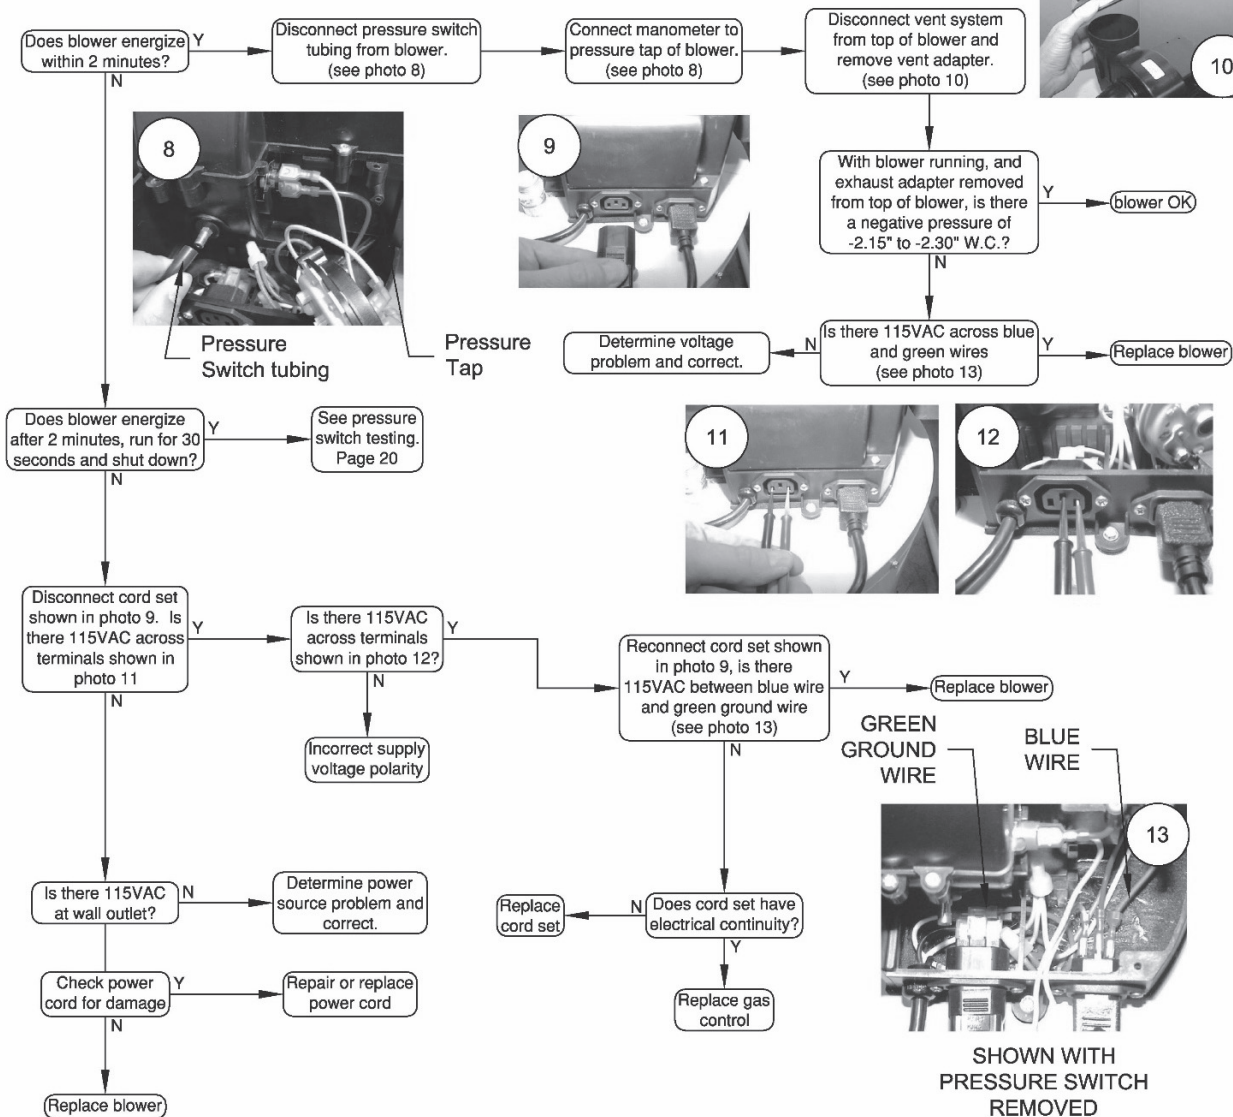 Does blower energize
within 2 minutes?
Y
N
Disconnect pressure switch
tubing from blower.
(see photo 8)
Connect manometer to
pressure tap of blower.
(see photo 8)
Disconnect vent system
from top of blower and
remove vent adapter.
(see photo 10)
10
8
Pressure
Switch tubing
Pressure
Tap
9
With blower running, and
exhaust adapter removed
from top of blower, is there
a negative pressure of
-2.15" to -2.30" W.C.?
Y
N
blower OK
Is there 115VAC across blue
and green wires
(see photo 13)
N
Y
Determine voltage
problem and correct.
Replace blower
Does blower energize
after 2 minutes, run for 30
seconds and shut down?
Y
N
See pressure
switch testing.
Page 20
11
12
Disconnect cord set
shown in photo 9. Is
there 115VAC across
terminals shown in
photo 11
Y
N
Is there 115VAC
across terminals
shown in photo 12?
Y
N
Incorrect supply
voltage polarity
Reconnect cord set shown
in photo 9, is there
115VAC between blue wire
and green ground wire
(see photo 13)
Y
N
Replace blower
GREEN
GROUND
WIRE
BLUE
WIRE
13
SHOWN WITH
PRESSURE SWITCH
REMOVED
Is there 115VAC
at wall outlet?
N
Determine power
source problem and
correct.
Does cord set have
electrical continuity?
N
Y
Replace
cord set
Replace gas
control
Check power
cord for damage
Y
N
Repair or replace
power cord
Replace blower